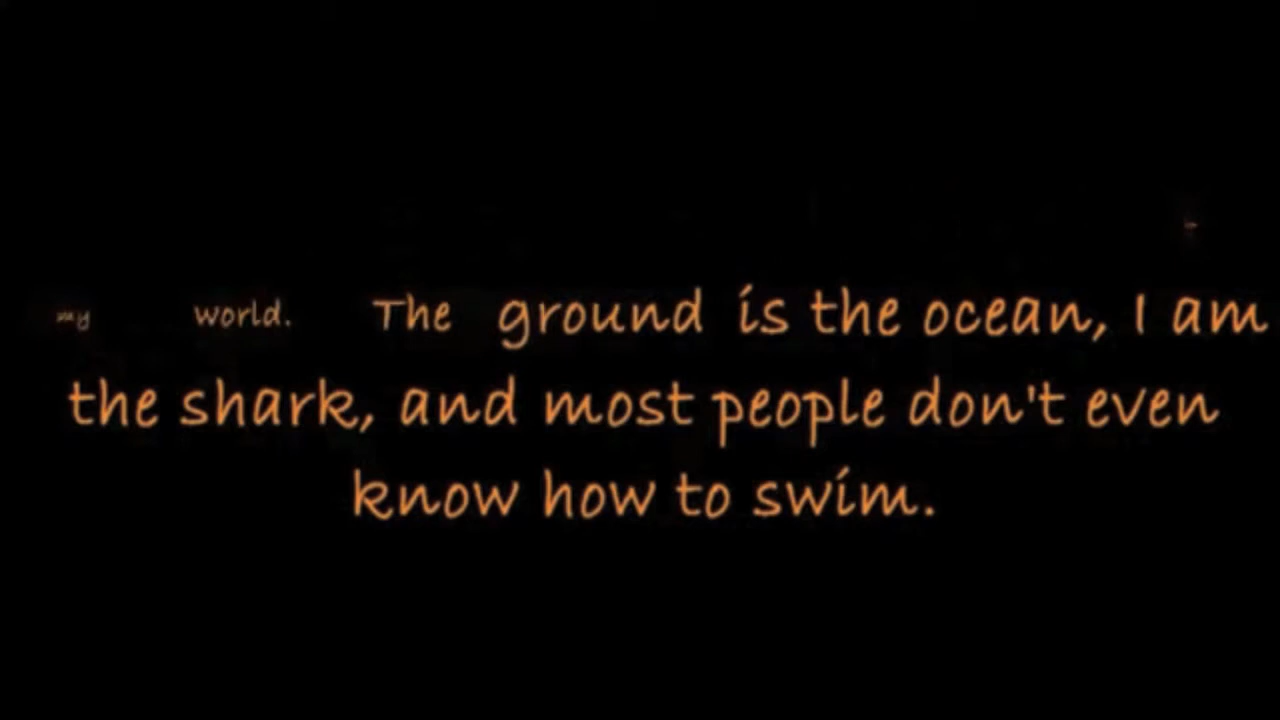 my world. The ground is the ocean, I am
the shark, and most people don't even
know how to swim.